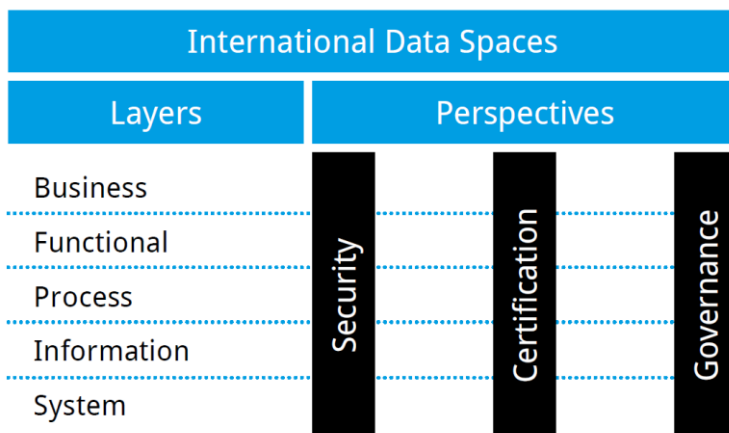 International Data Spaces
Layers
Perspectives
Business
Functional
Process
Information
System
Security
Certification
Governance